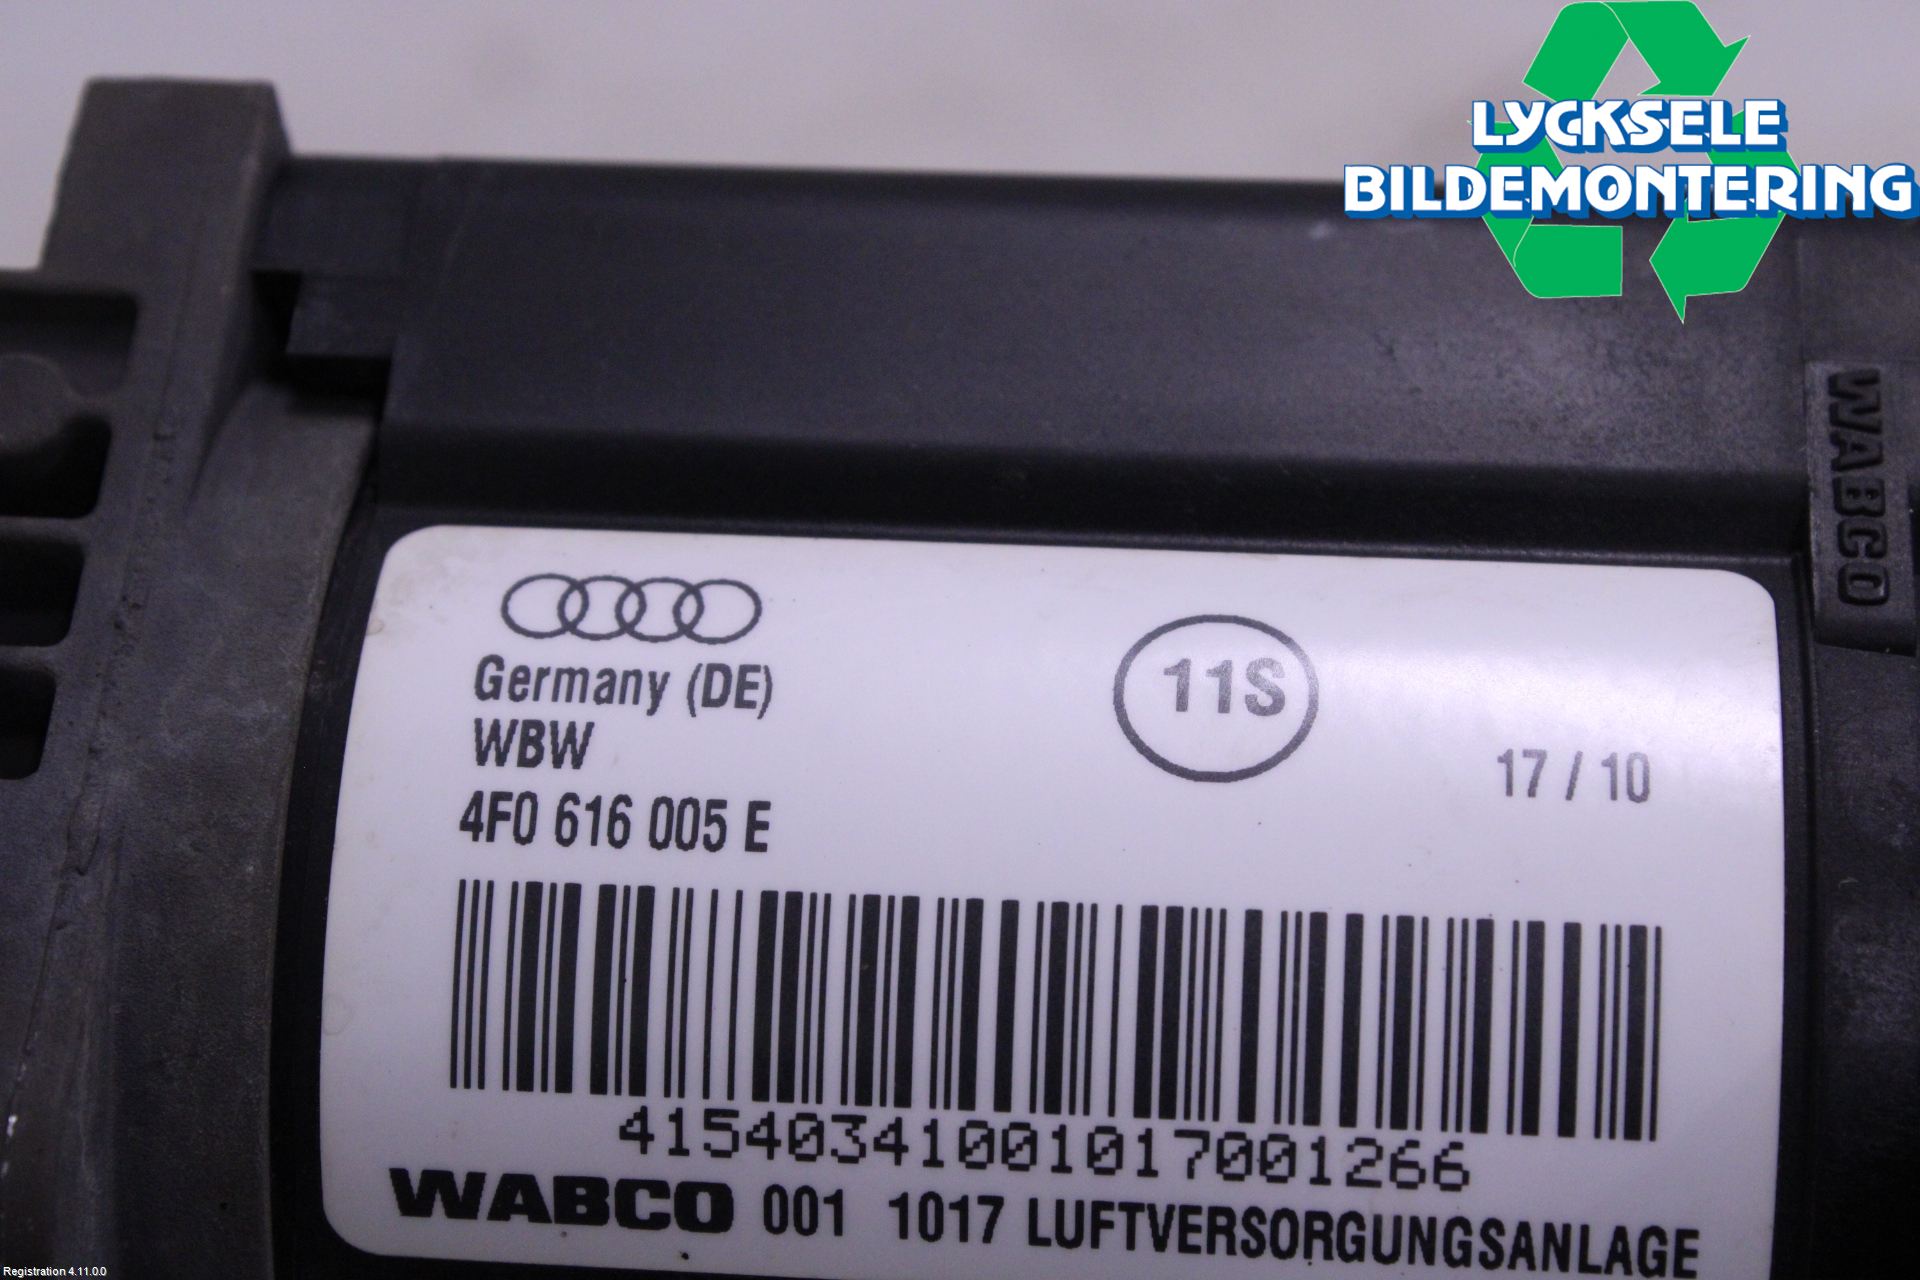 LYCKSELE
BILDEMONTERING
WABCO
Germany (DE)
WBW
4F0 616 005 E
11S
17 / 10
41540341001017001266
WABCO 001 1017 LUFTVERSORGUNGSANLAGE
Registration 4.11.0.0